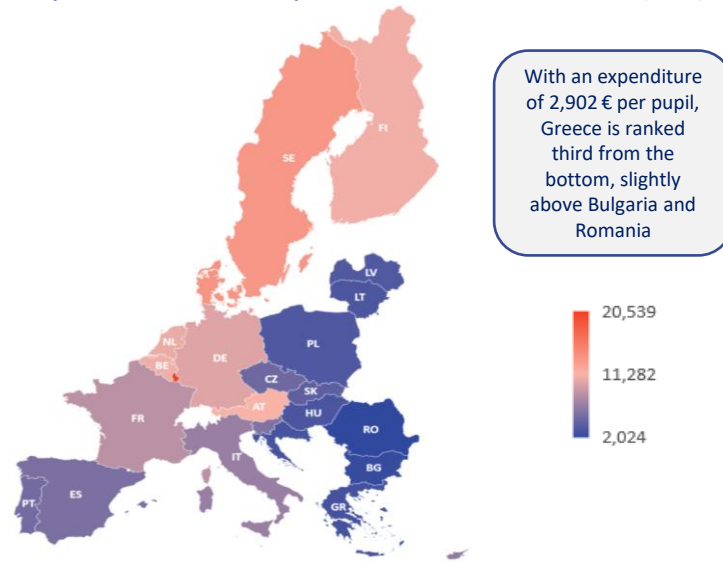 With an expenditure
of 2,902 € per pupil,
Greece is ranked
third from the
bottom, slightly
above Bulgaria and
Romania
FI
SE
LV
LT
20,539
11,282
2,024
NL
DE
PL
BE
CZ
SK
FR
AT
HU
RO
IT
BG
PT
ES
GR